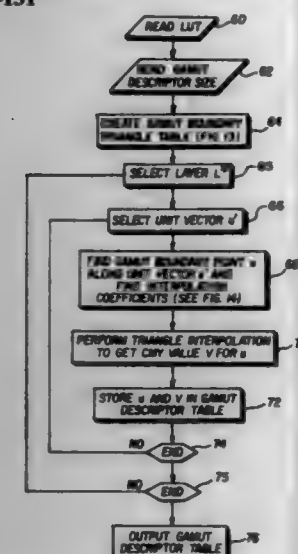 READ LUT
60
READ GAMUT
DESCRIPTOR SIZE
62
CREATE GAMUT BOUNDARY
TRIANGLE TABLE (FIG. 13)
64
SELECT LAYER L*
65
SELECT UNIT VECTOR u'
66
FIND GAMUT BOUNDARY POINT u
ALONG UNIT VECTOR u' AND
FIND INTERPOLATION
COEFFICIENTS (SEE FIG. 14)
68
PERFORM TRIANGLE INTERPOLATION
TO GET CMY VALUE V FOR u
STORE u AND V IN GAMUT
DESCRIPTOR TABLE
72
NO
END
74
NO
END
75
OUTPUT GAMUT
DESCRIPTOR TABLE
76